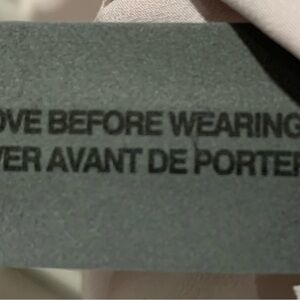 OVE BEFORE WEARING
VER AVANT DE PORTER